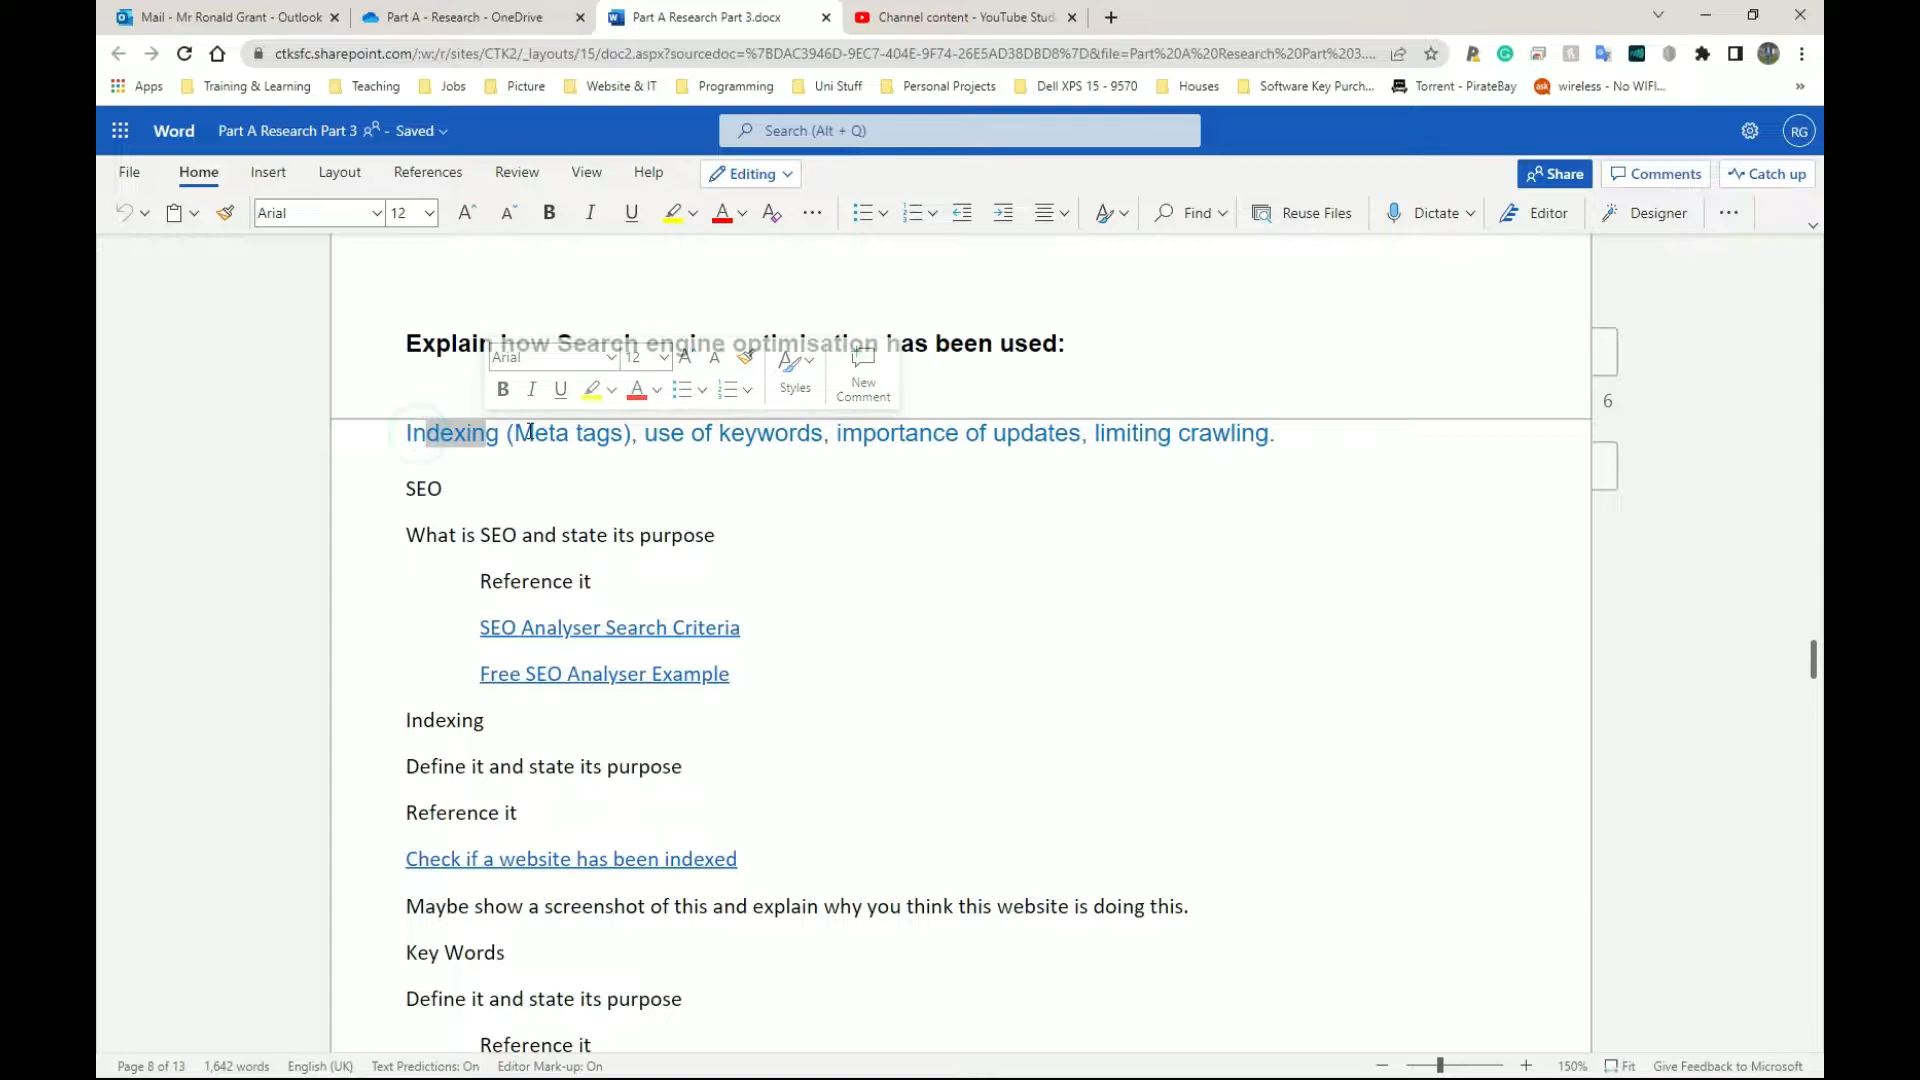 Mail - Mr Ronald Grant - Outlook
Part A - Research - OneDrive
Part A Research Part 3.docx
Channel content - YouTube Stud
ctksfc.sharepoint.com/:w:/r/sites/CTK2/_layouts/15/doc2.aspx?sourcedoc=%7BDAC3946D-9EC7-404E-9F74-26E5AD38DBD8%7D&file=Part%20A%20Research%20Part%203....
Apps
Training & Learning
Teaching
Jobs
Picture
Website & IT
Programming
Uni Stuff
Personal Projects
Dell XPS 15 - 9570
Houses
Software Key Purch...
Torrent - PirateBay
ask
wireless - No WIFI...
»
Word
Part A Research Part 3
- Saved
Search (Alt + Q)
RG
File
Home
Insert
Layout
References
Review
View
Help
Editing
Share
Comments
Catch up
Arial
12
Find
Reuse Files
Dictate
Editor
Designer
Explain how Search engine optimisation has been used:
Arial
12
B I U
Styles
New
Comment
6
Indexing (Meta tags), use of keywords, importance of updates, limiting crawling.
SEO
What is SEO and state its purpose
Reference it
SEO Analyser Search Criteria
Free SEO Analyser Example
Indexing
Define it and state its purpose
Reference it
Check if a website has been indexed
Maybe show a screenshot of this and explain why you think this website is doing this.
Key Words
Define it and state its purpose
Reference it
Page 8 of 13
1,642 words
English (UK)
Text Predictions: On
Editor Mark-up: On
150%
Fit
Give Feedback to Microsoft